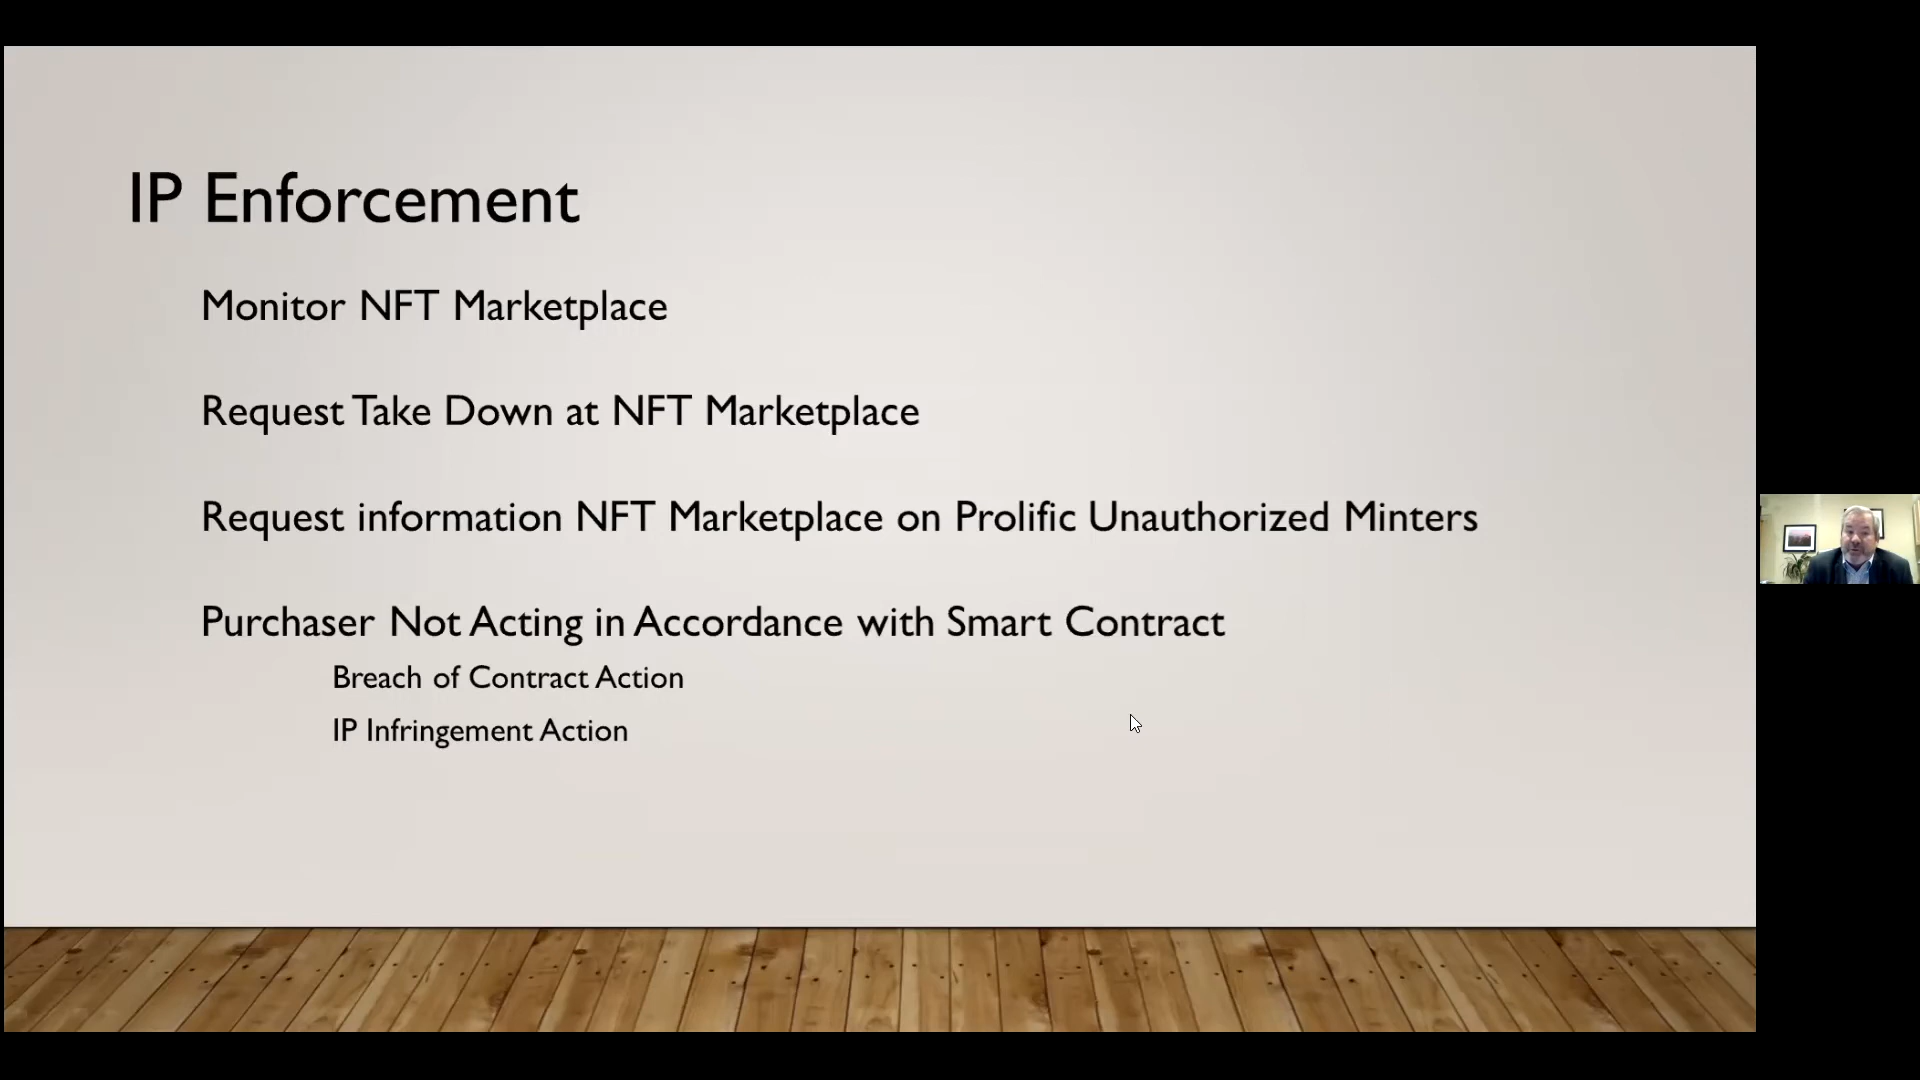 IP Enforcement
Monitor NFT Marketplace
Request Take Down at NFT Marketplace
Request information NFT Marketplace on Prolific Unauthorized Minters
Purchaser Not Acting in Accordance with Smart Contract
Breach of Contract Action
IP Infringement Action